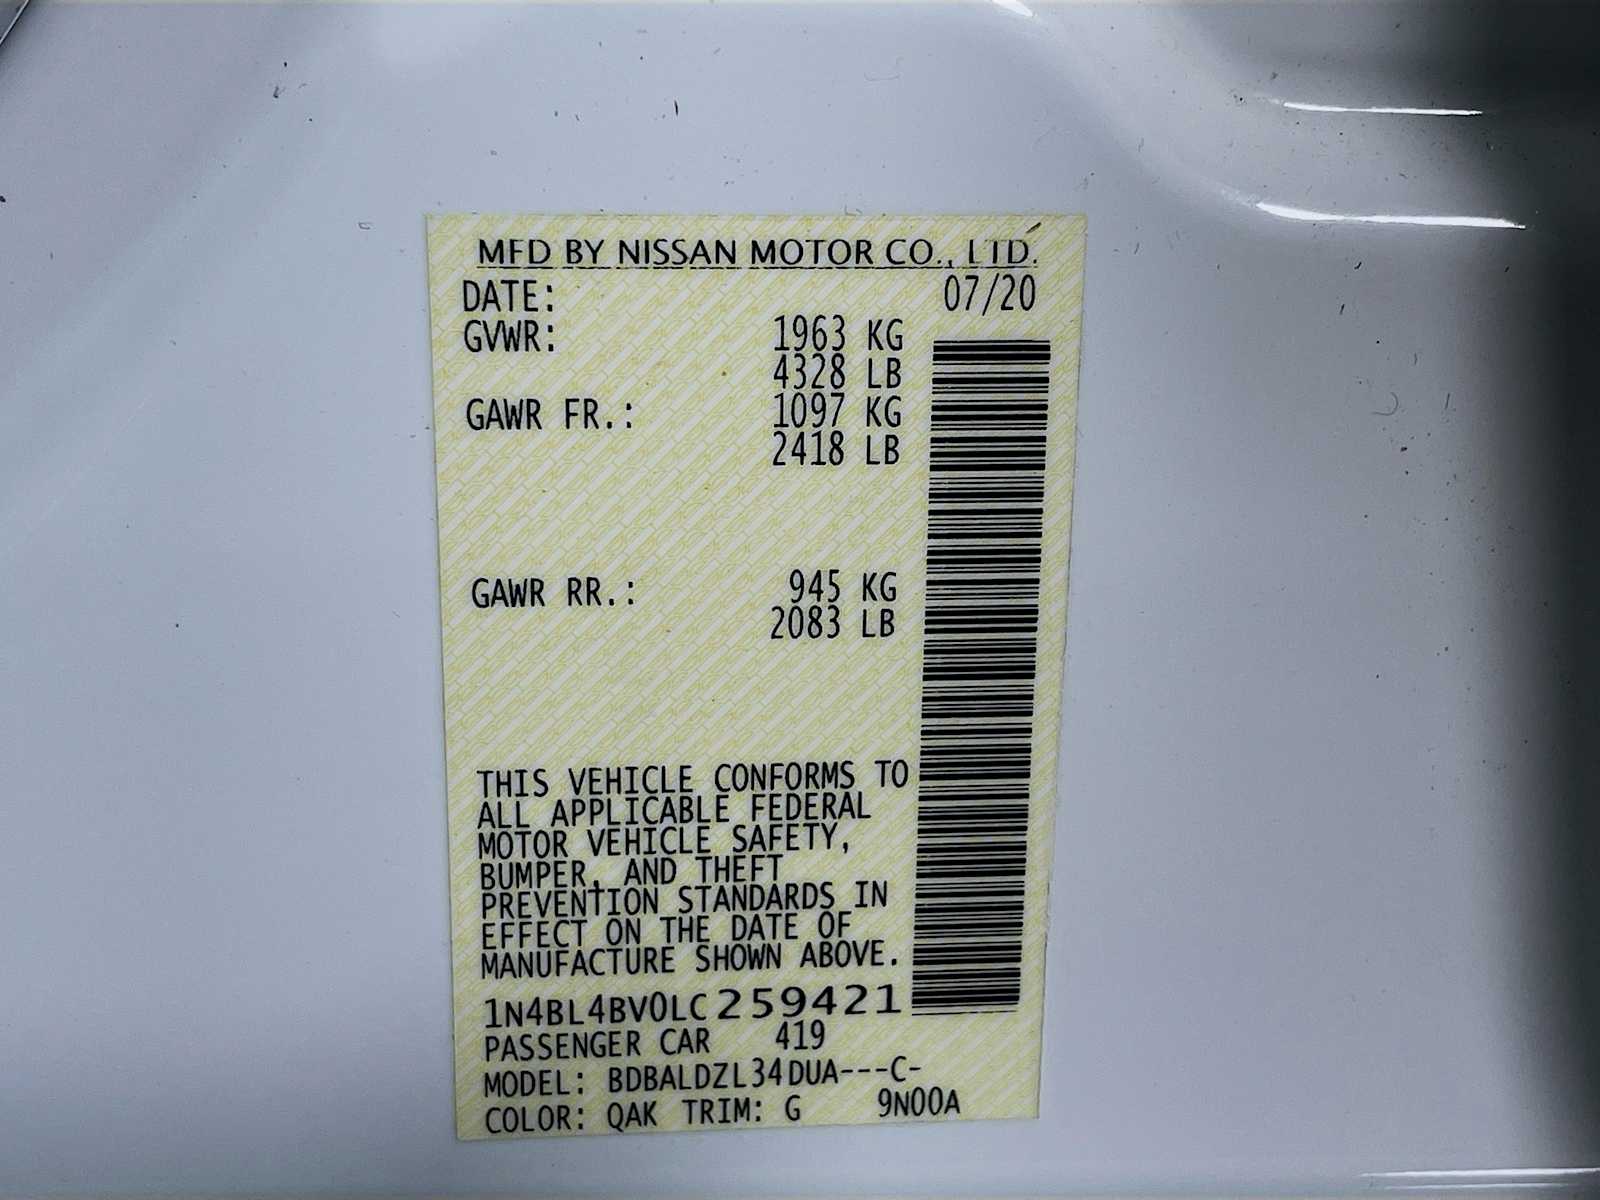 MFD BY NISSAN MOTOR CO., LTD.
DATE: 07/20
GVWR: 1963 KG
4328 LB
GAWR FR.: 1097 KG
2418 LB
GAWR RR.: 945 KG
2083 LB
THIS VEHICLE CONFORMS TO
ALL APPLICABLE FEDERAL
MOTOR VEHICLE SAFETY,
BUMPER, AND THEFT
PREVENTION STANDARDS IN
EFFECT ON THE DATE OF
MANUFACTURE SHOWN ABOVE.
1N4BL4BV0LC259421
PASSENGER CAR 419
MODEL: BDBALDZL34DUA---C-
COLOR: QAK TRIM: G 9N00A